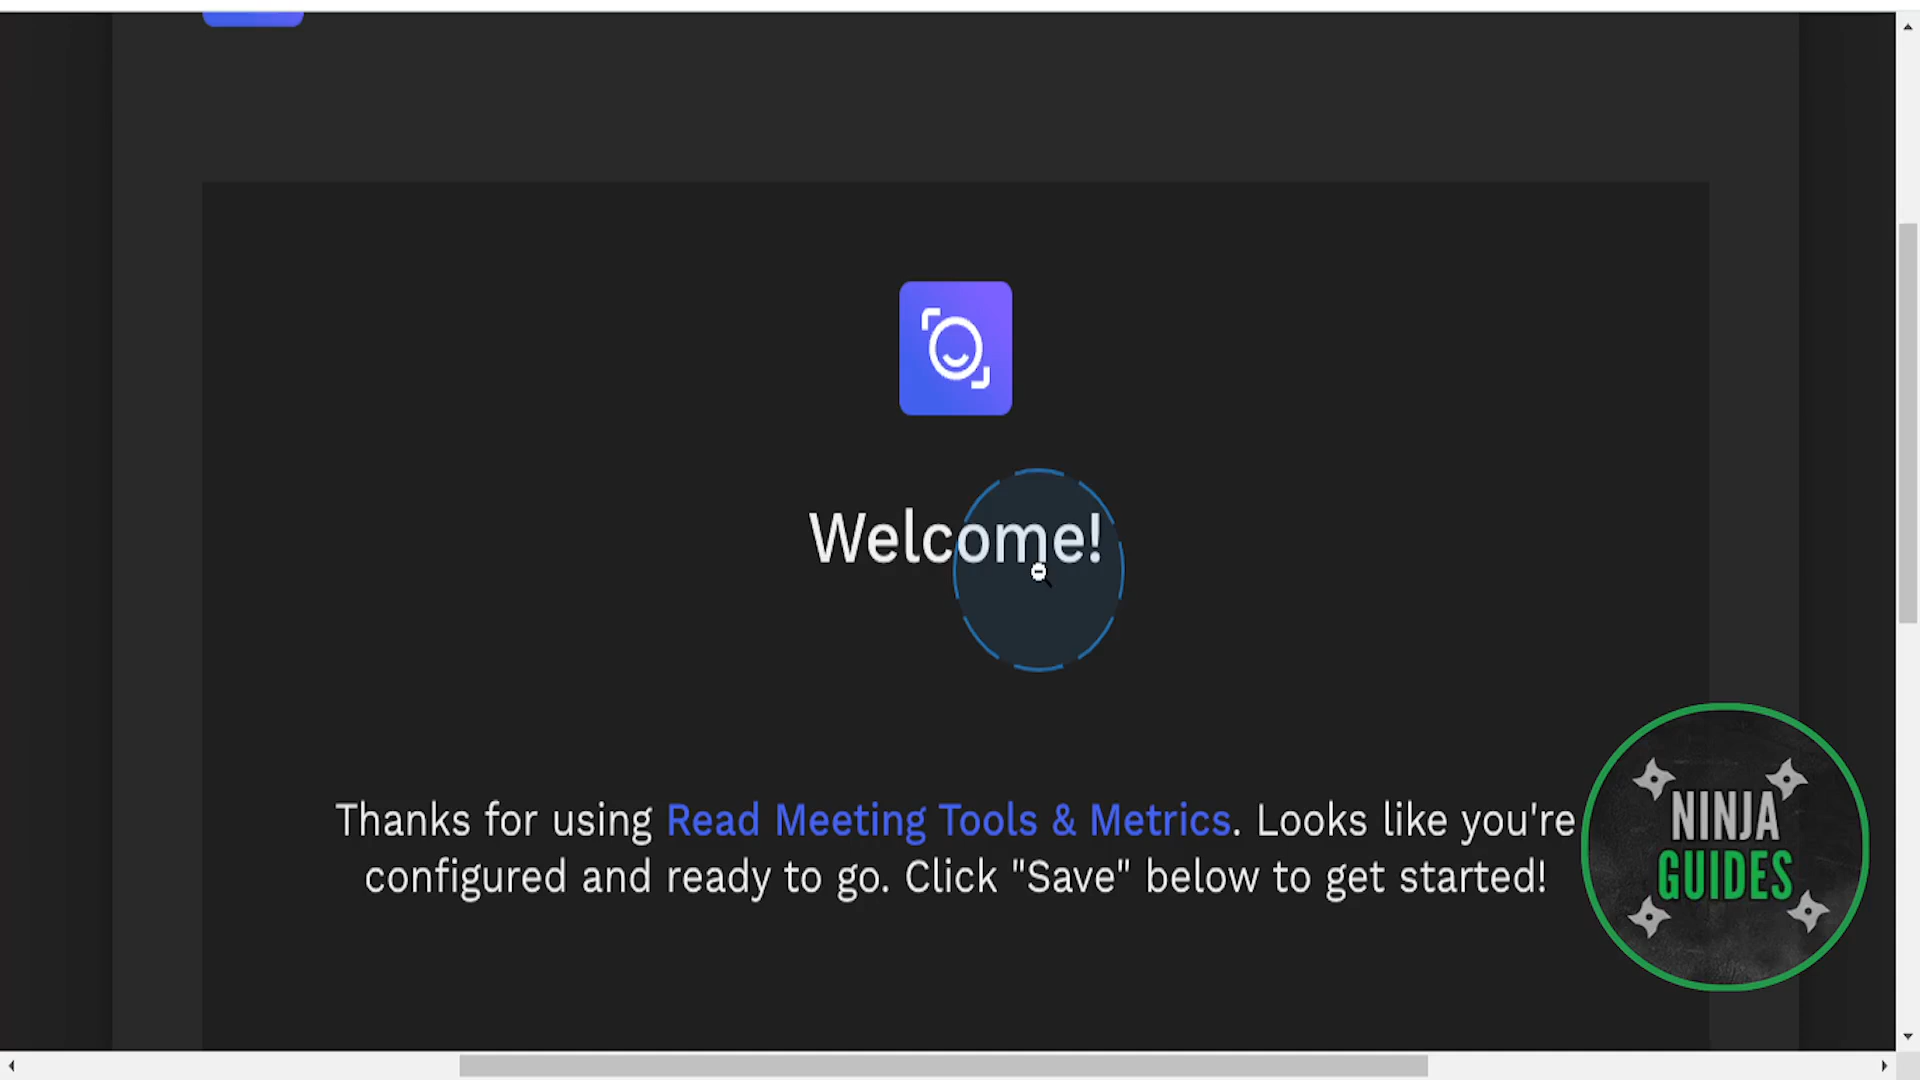 Welcome!
Thanks for using Read Meeting Tools & Metrics. Looks like you're
configured and ready to go. Click "Save" below to get started!
NINJA
GUIDES